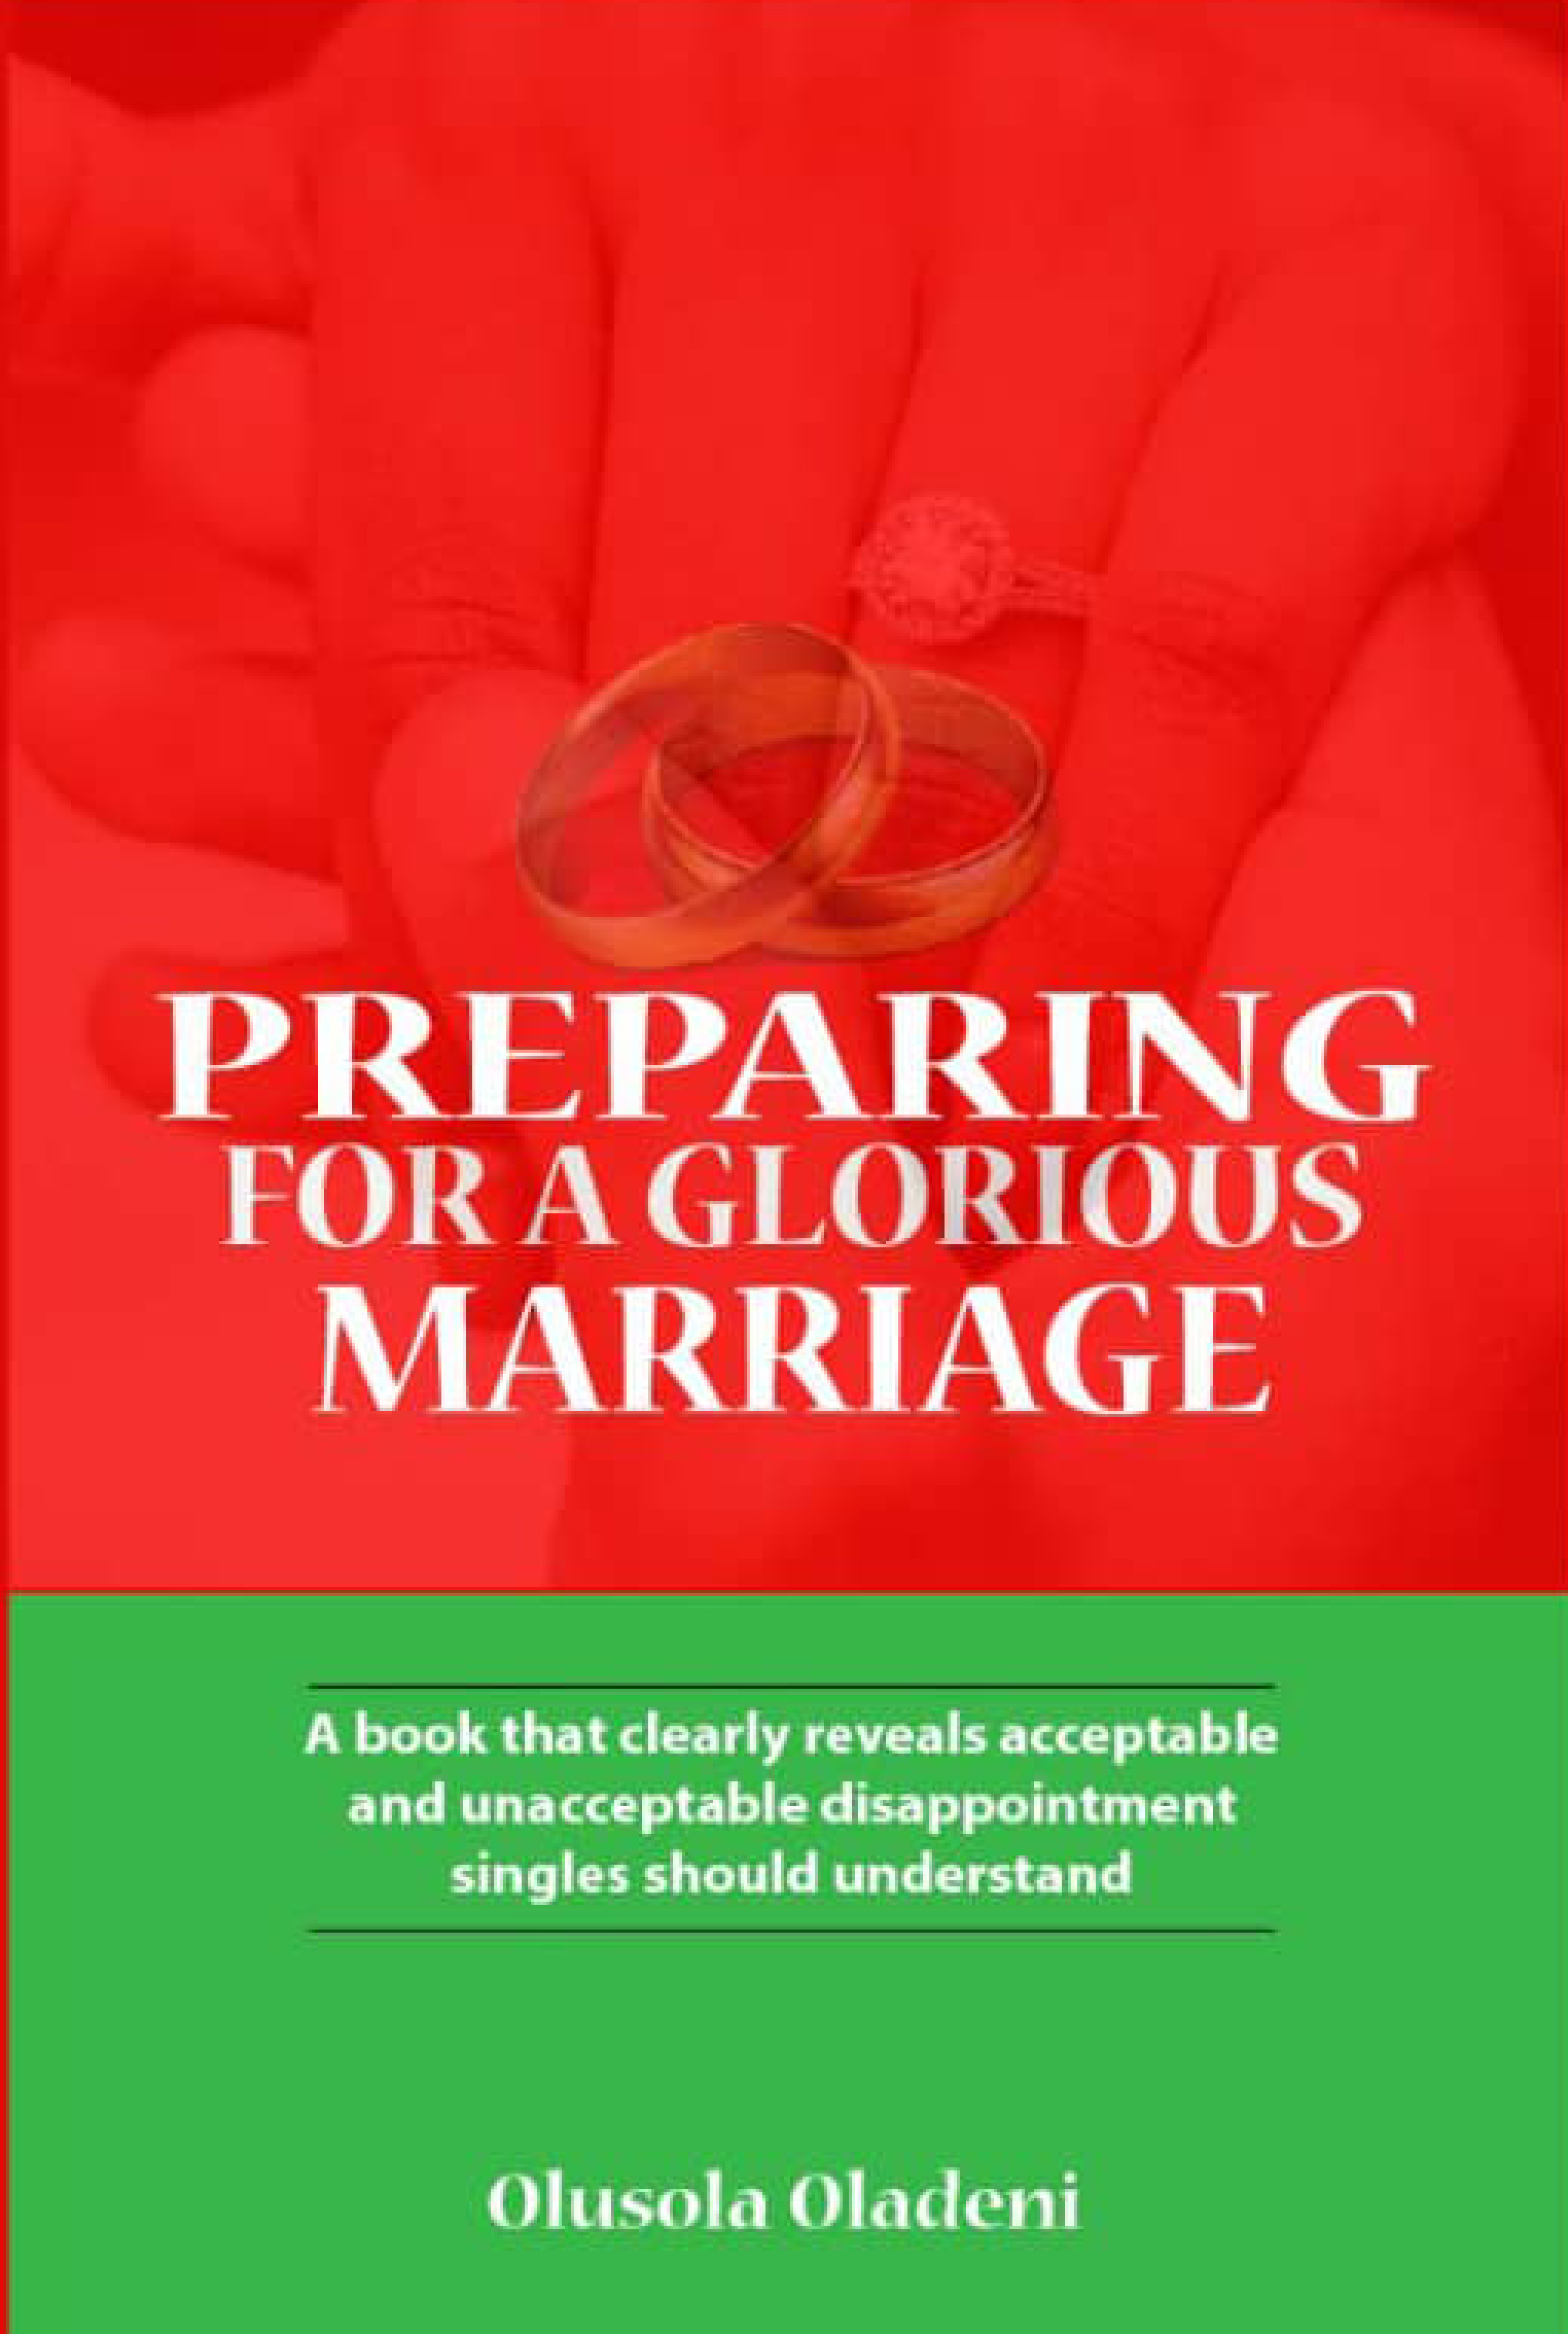 PREPARING
FOR A GLORIOUS
MARRIAGE
A book that clearly reveals acceptable
and unacceptable disappointment
singles should understand
Olusola Oladeni